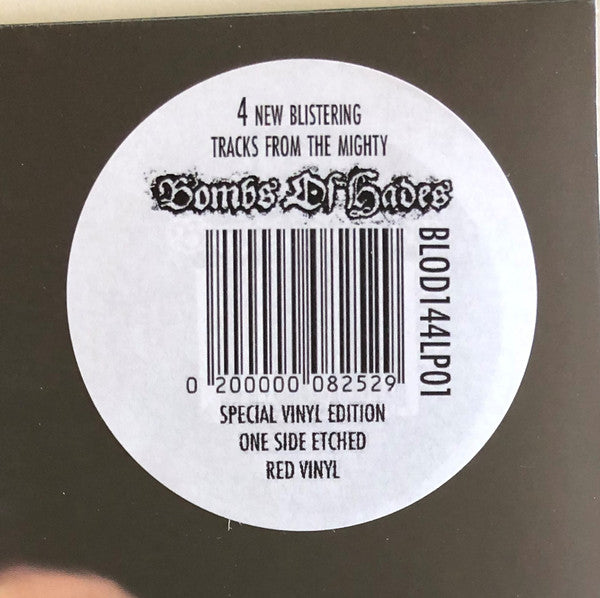 4 NEW BLISTERING
TRACKS FROM THE MIGHTY
Bombs Of Hades
BLOD144LP01
0 200000 082529
SPECIAL VINYL EDITION
ONE SIDE ETCHED
RED VINYL